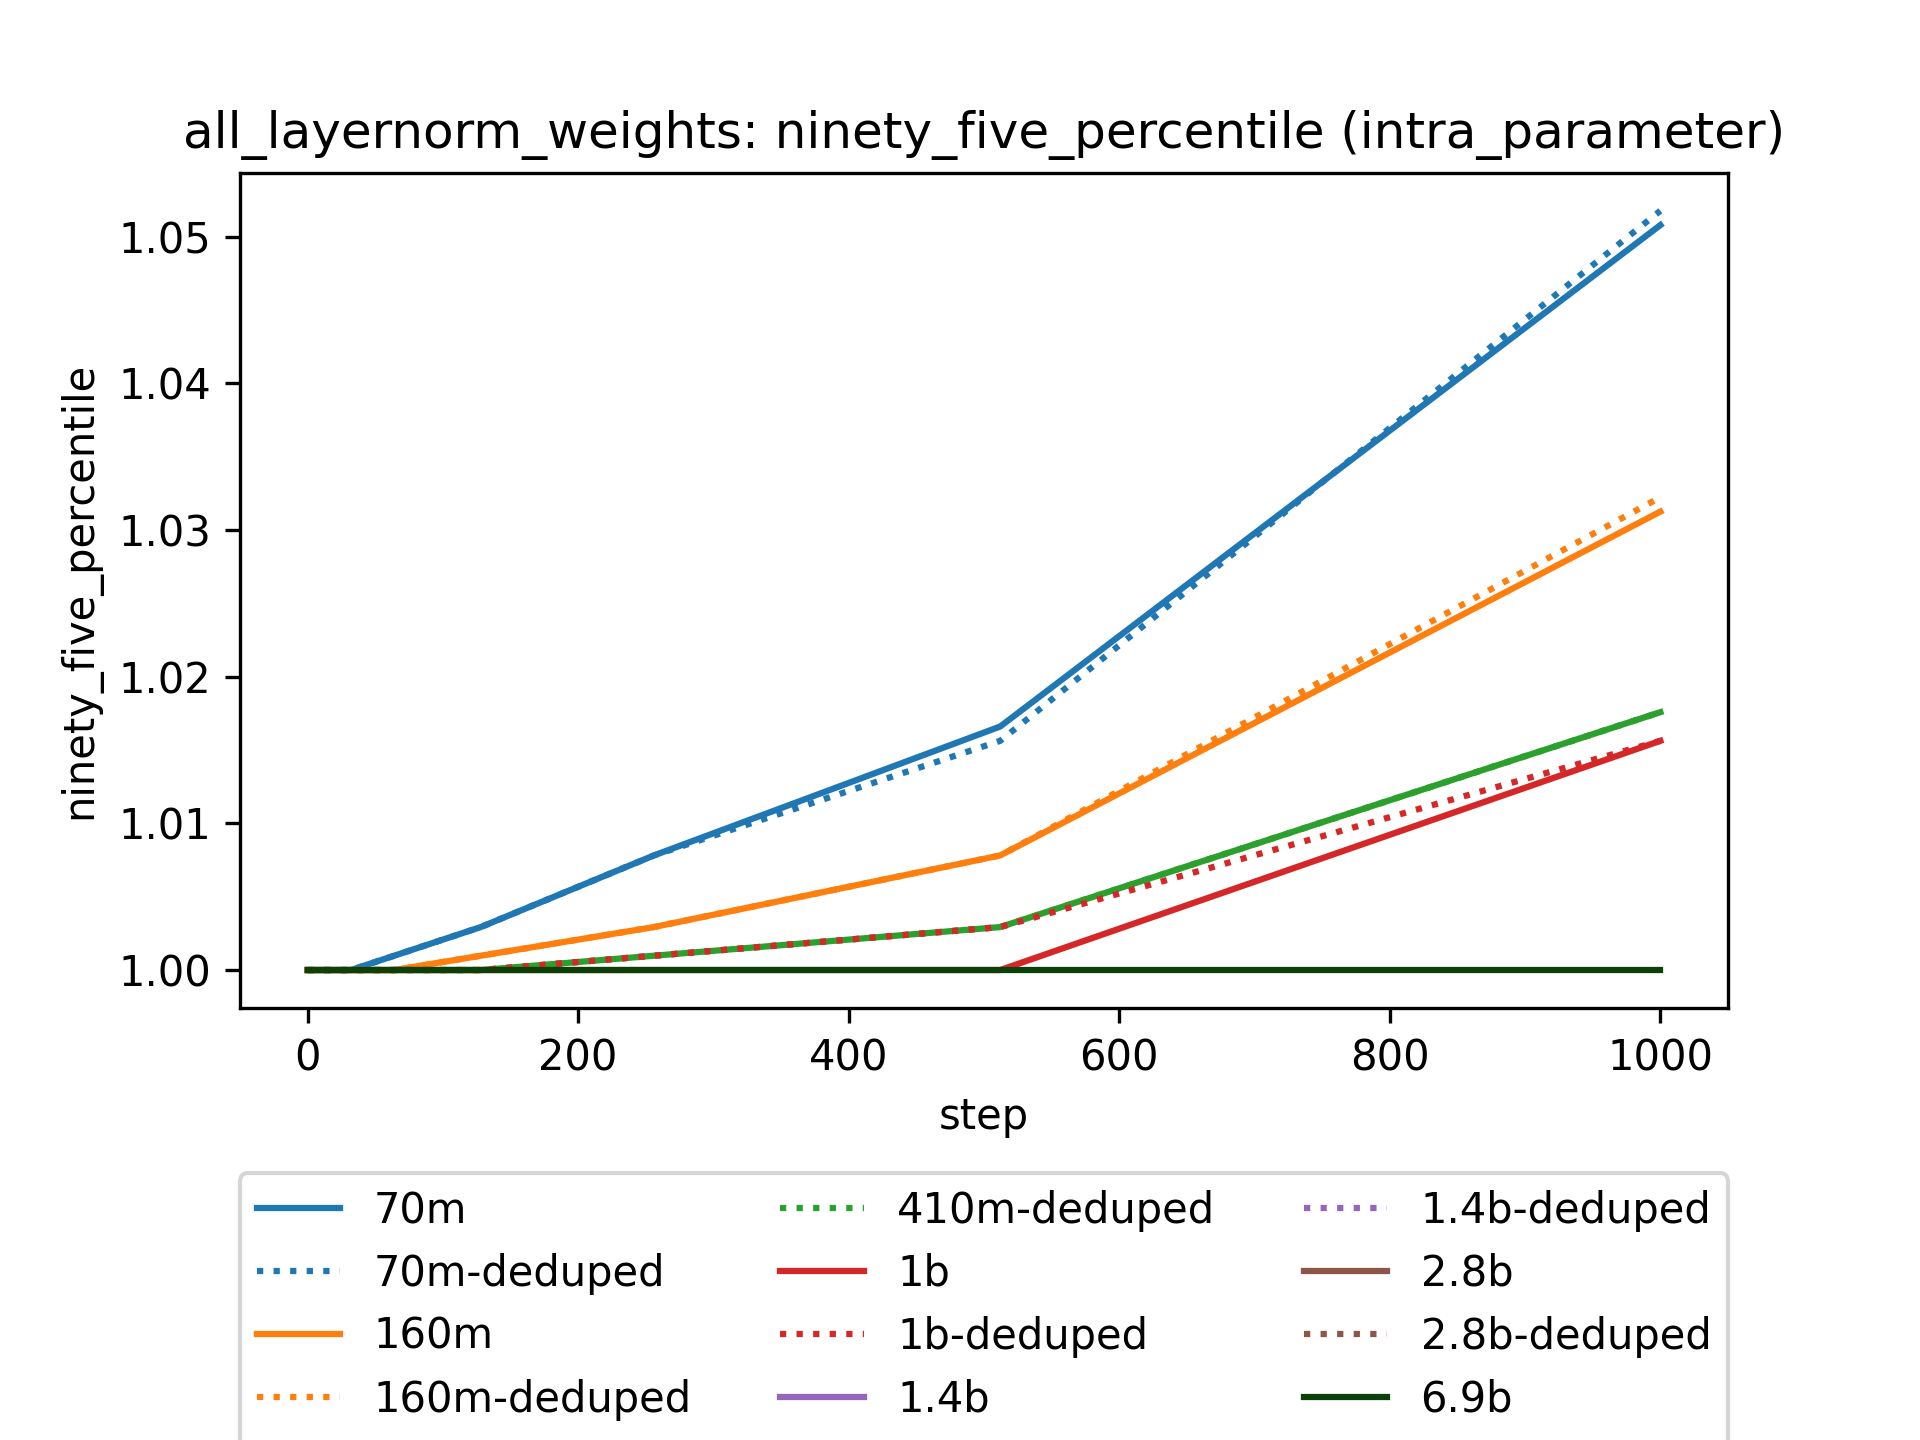 all_layernorm_weights: ninety_five_percentile (intra_parameter)
ninety_five_percentile
1.05
1.04
1.03
1.02
1.01
1.00
0 200 400 600 800 1000
step
70m 410m-deduped 1.4b-deduped
70m-deduped 1b 2.8b
160m 1b-deduped 2.8b-deduped
160m-deduped 1.4b 6.9b